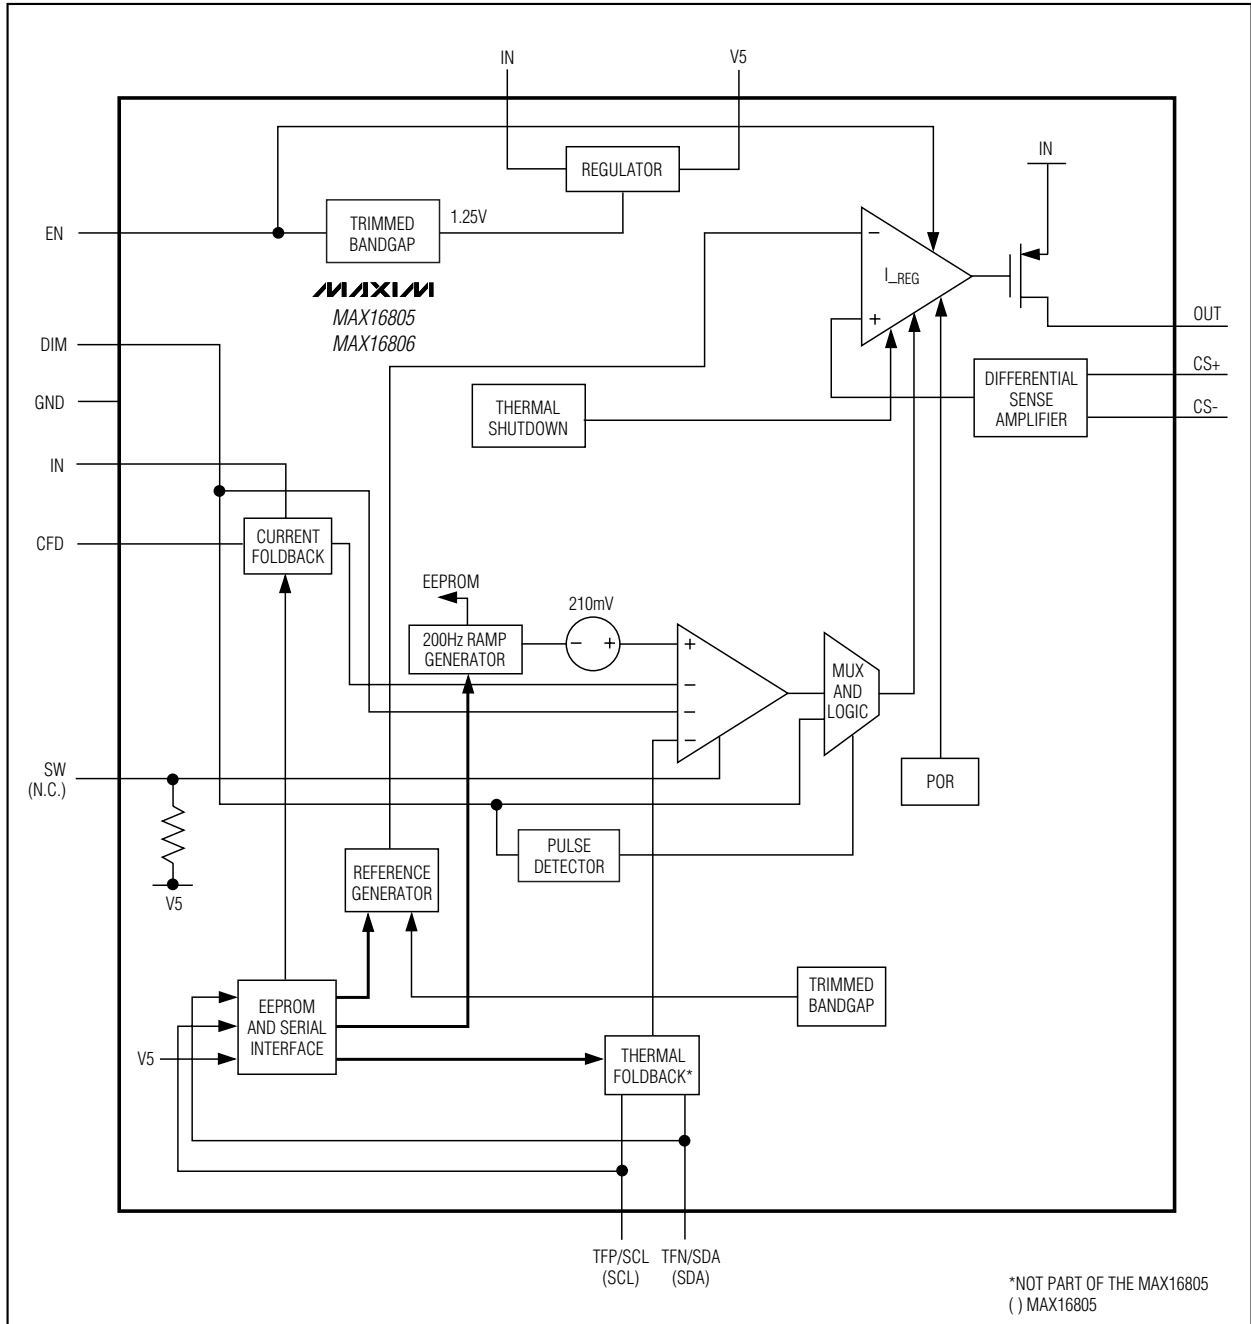 IN
V5
REGULATOR
IN
EN
TRIMMED
BANDGAP
1.25V
−
I_REG
+
MAXIM
MAX16805
MAX16806
OUT
DIM
CS+
DIFFERENTIAL
SENSE
AMPLIFIER
GND
THERMAL
SHUTDOWN
CS-
IN
CFD
CURRENT
FOLDBACK
EEPROM
210mV
200Hz RAMP
GENERATOR
− +
+
−
−
−
MUX
AND
LOGIC
SW
(N.C.)
POR
V5
PULSE
DETECTOR
REFERENCE
GENERATOR
TRIMMED
BANDGAP
EEPROM
AND SERIAL
INTERFACE
V5
THERMAL
FOLDBACK*
TFP/SCL
(SCL)
TFN/SDA
(SDA)
*NOT PART OF THE MAX16805
( ) MAX16805